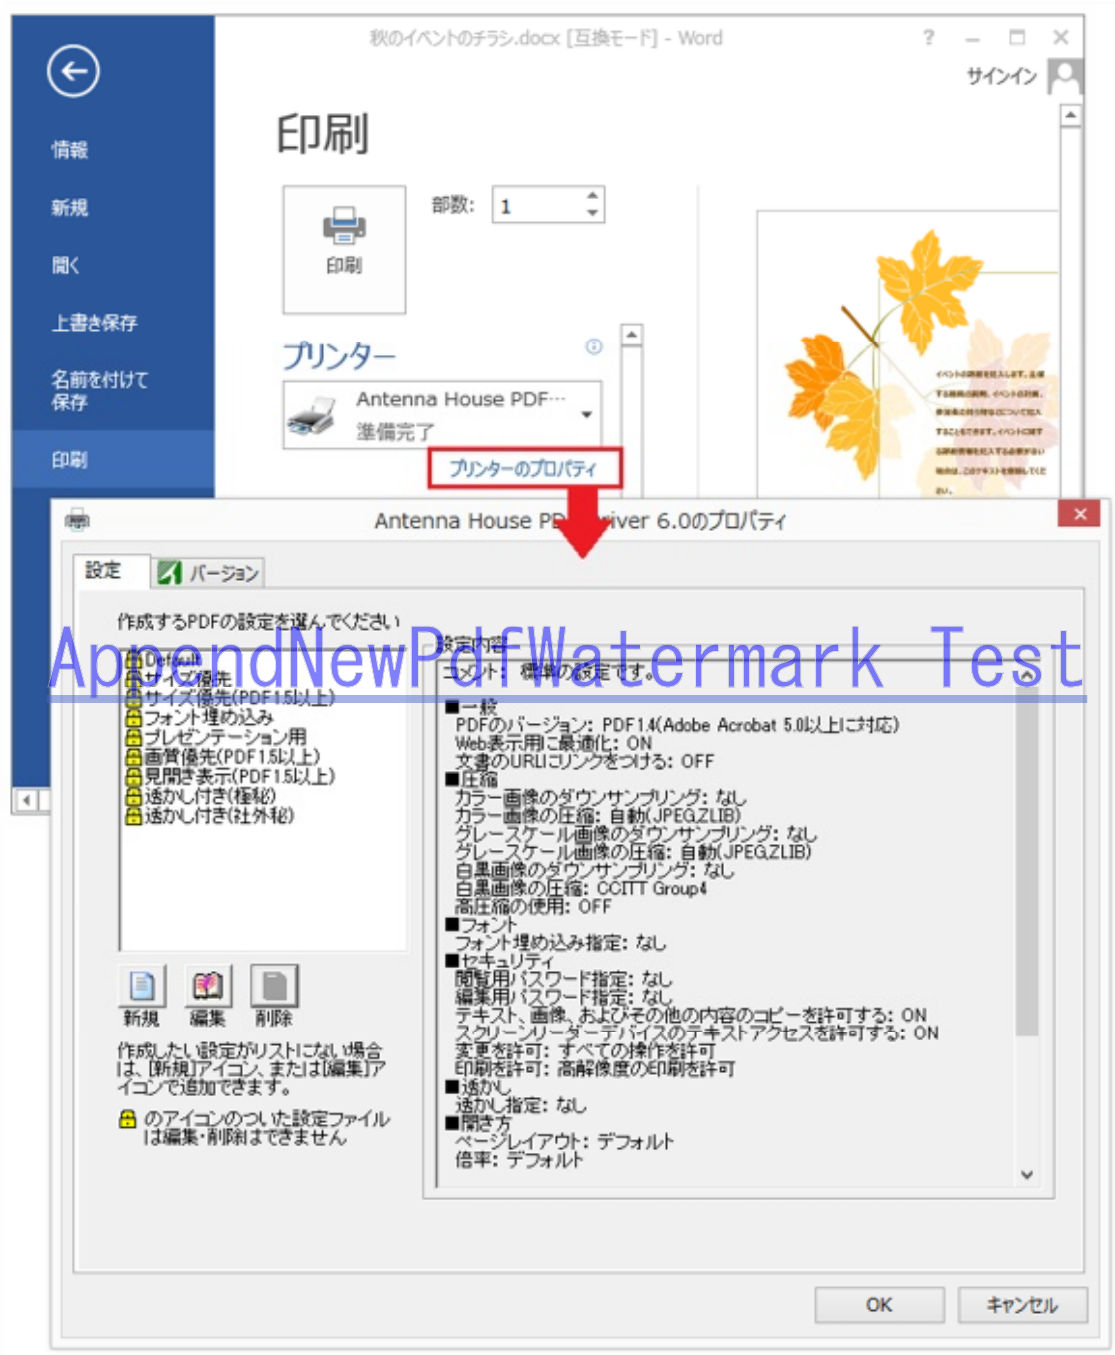 秋のイベントのチラシ.docx [互換モード] - Word
?
サインイン
情報
新規
開く
上書き保存
名前を付けて
保存
印刷
印刷
部数: 1
印刷
プリンター
Antenna House PDF…
準備完了
プリンターのプロパティ
イベントの詳細を記入します。主催
Antenna House PD
river 6.0のプロパティ
設定
バージョン
作成するPDFの設定を選んでください
AppendNewPdfWatermark Test
Default
サイズ優先
サイズ優先(PDF1.5以上)
フォント埋め込み
プレゼンテーション用
画質優先(PDF1.5以上)
見開き表示(PDF1.5以上)
透かし付き(極秘)
透かし付き(社外秘)
新規
編集
削除
作成したい設定がリストにない場合
は、[新規]アイコン、または[編集]ア
イコンで追加できます。
のアイコンのついた設定ファイル
は編集・削除はできません
設定内容
コメント: 標準の設定です。
■一般
PDFのバージョン: PDF1.4(Adobe Acrobat 5.0以上に対応)
Web表示用に最適化: ON
文書のURLにリンクをつける: OFF
■圧縮
カラー画像のダウンサンプリング: なし
カラー画像の圧縮: 自動(JPEG,ZLIB)
グレースケール画像のダウンサンプリング: なし
グレースケール画像の圧縮: 自動(JPEG,ZLIB)
白黒画像のダウンサンプリング: なし
白黒画像の圧縮: CCITT Group4
高圧縮の使用: OFF
■フォント
フォント埋め込み指定: なし
■セキュリティ
閲覧用パスワード指定: なし
編集用パスワード指定: なし
テキスト、画像、およびその他の内容のコピーを許可する: ON
スクリーンリーダーデバイスのテキストアクセスを許可する: ON
変更を許可: すべての操作を許可
印刷を許可: 高解像度の印刷を許可
■透かし
透かし指定: なし
■開き方
ページレイアウト: デフォルト
倍率: デフォルト
OK
キャンセル